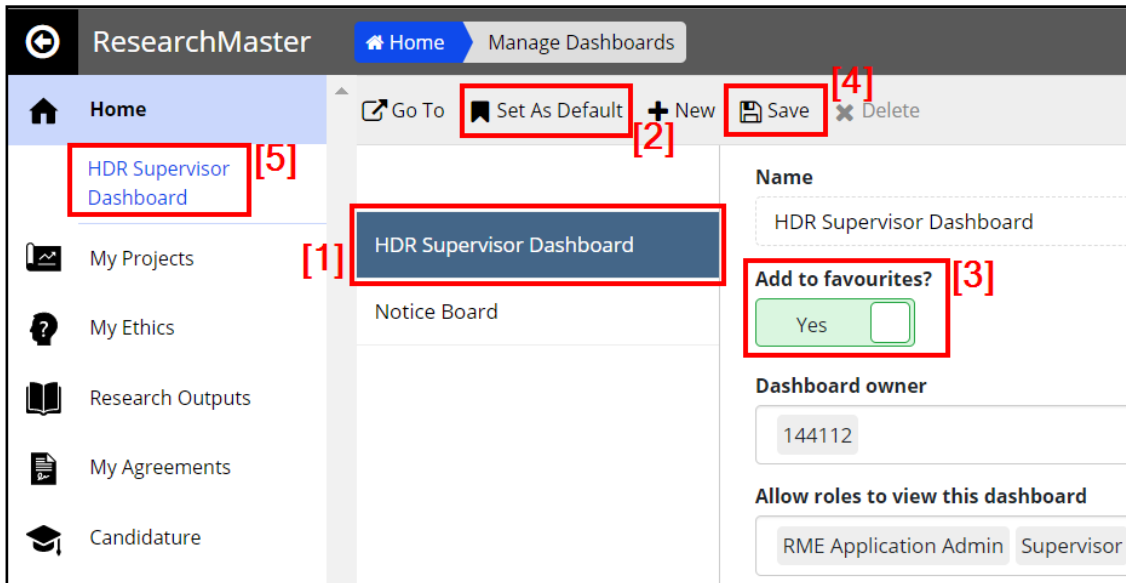 ResearchMaster
Home
Manage Dashboards
Home
Go To
Set As Default
New
Save
Delete
[4]
[2]
HDR Supervisor
Dashboard
[5]
[1]
HDR Supervisor Dashboard
Notice Board
My Projects
My Ethics
Research Outputs
My Agreements
Candidature
Name
HDR Supervisor Dashboard
Add to favourites?
[3]
Yes
Dashboard owner
144112
Allow roles to view this dashboard
RME Application Admin Supervisor